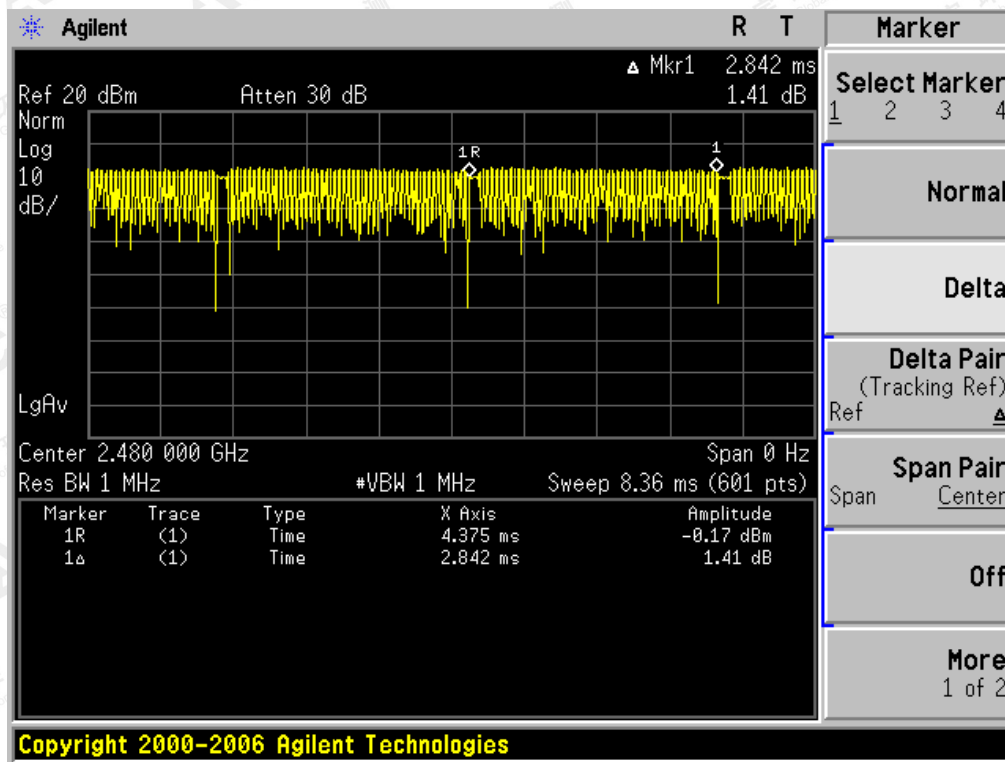 Agilent R T
Δ Mkr1 2.842 ms
Ref 20 dBm Atten 30 dB 1.41 dB
Norm
Log
10
dB/
1R
1
LgAv
Center 2.480 000 GHz Span 0 Hz
Res BW 1 MHz #VBW 1 MHz Sweep 8.36 ms (601 pts)
Marker Trace Type X Axis Amplitude
1R (1) Time 4.375 ms -0.17 dBm
1Δ (1) Time 2.842 ms 1.41 dB
Copyright 2000-2006 Agilent Technologies
Marker
Select Marker
1 2 3 4
Normal
Delta
Delta Pair
(Tracking Ref)
Ref Δ
Span Pair
Span Center
Off
More
1 of 2